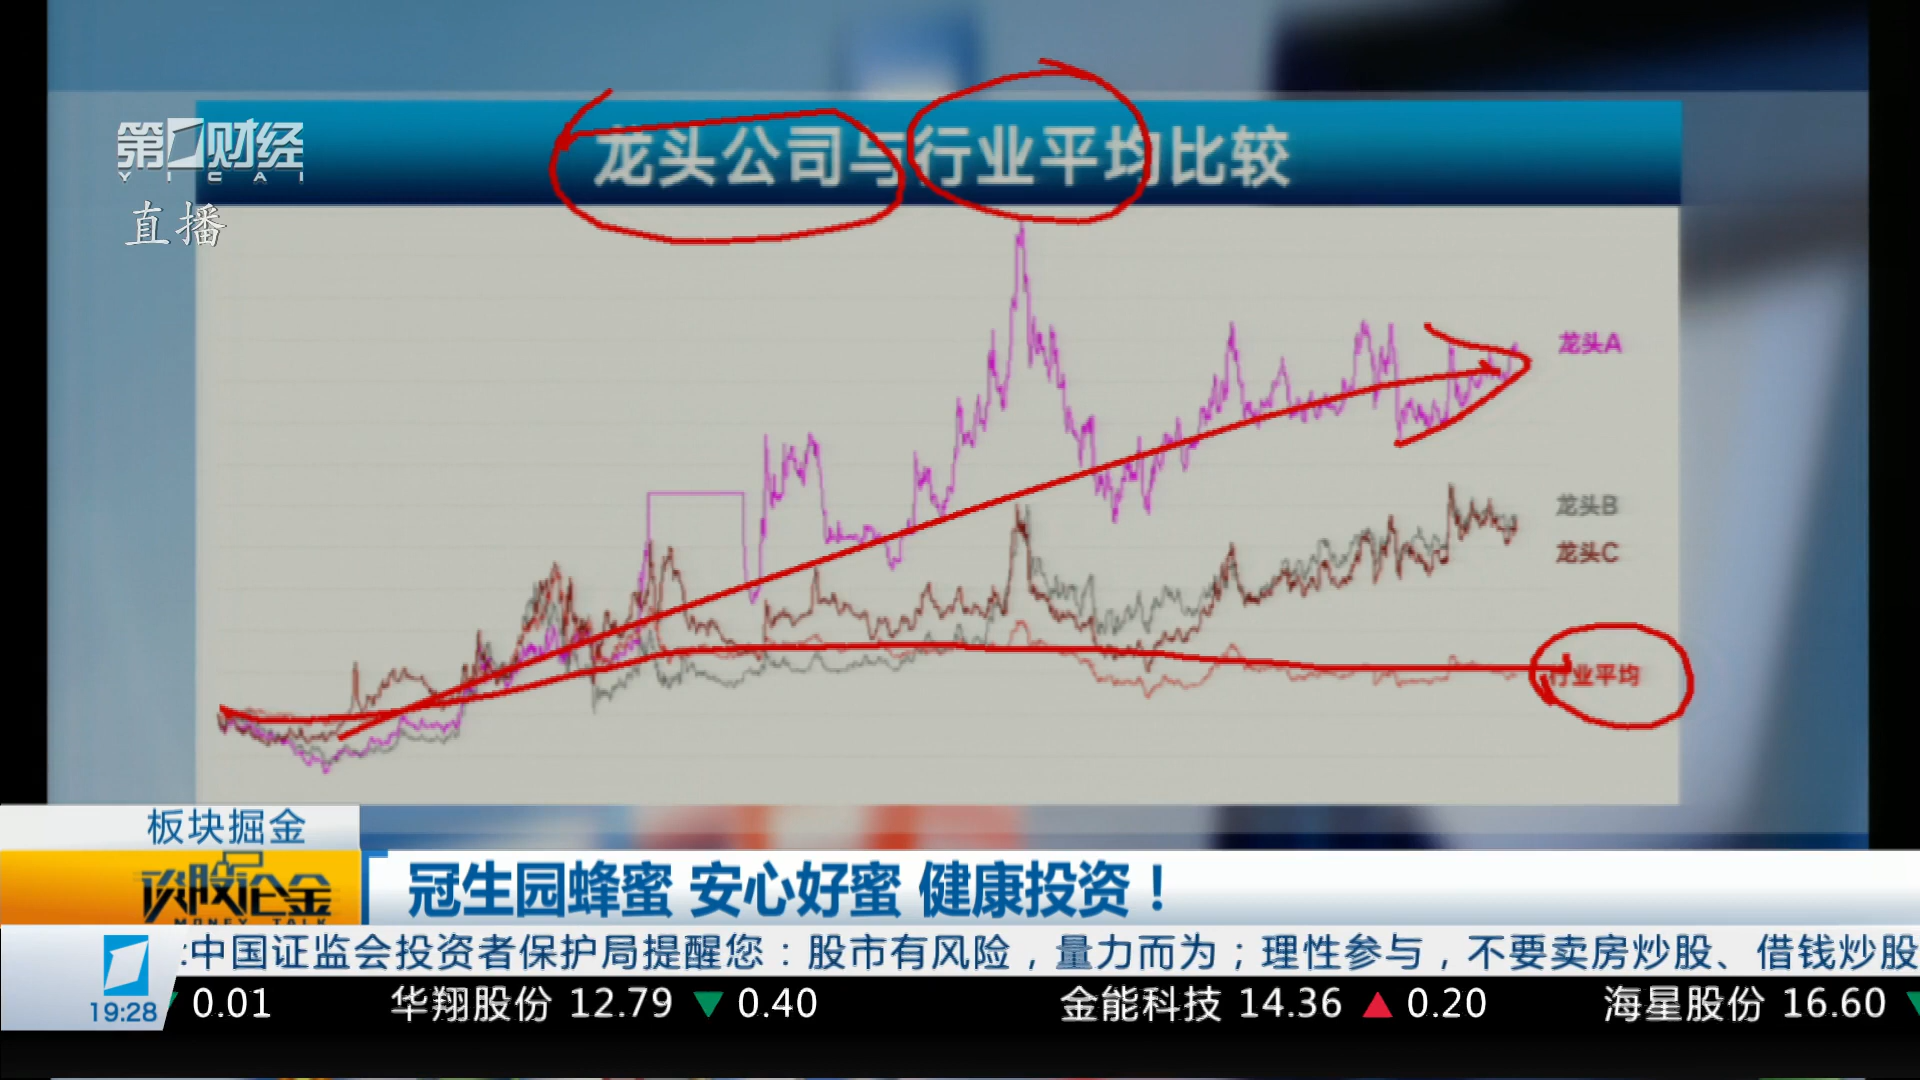 龙头公司与行业平均比较
第一财经
YICAI
直播
龙头A
龙头B
龙头C
行业平均
板块掘金
谈股论金
MONEY TALK
冠生园蜂蜜 安心好蜜 健康投资！
:中国证监会投资者保护局提醒您：股市有风险，量力而为；理性参与，不要卖房炒股、借钱炒股
19:28
▼ 0.01 华翔股份 12.79 ▼ 0.40 金能科技 14.36 ▲ 0.20 海星股份 16.60 ▼